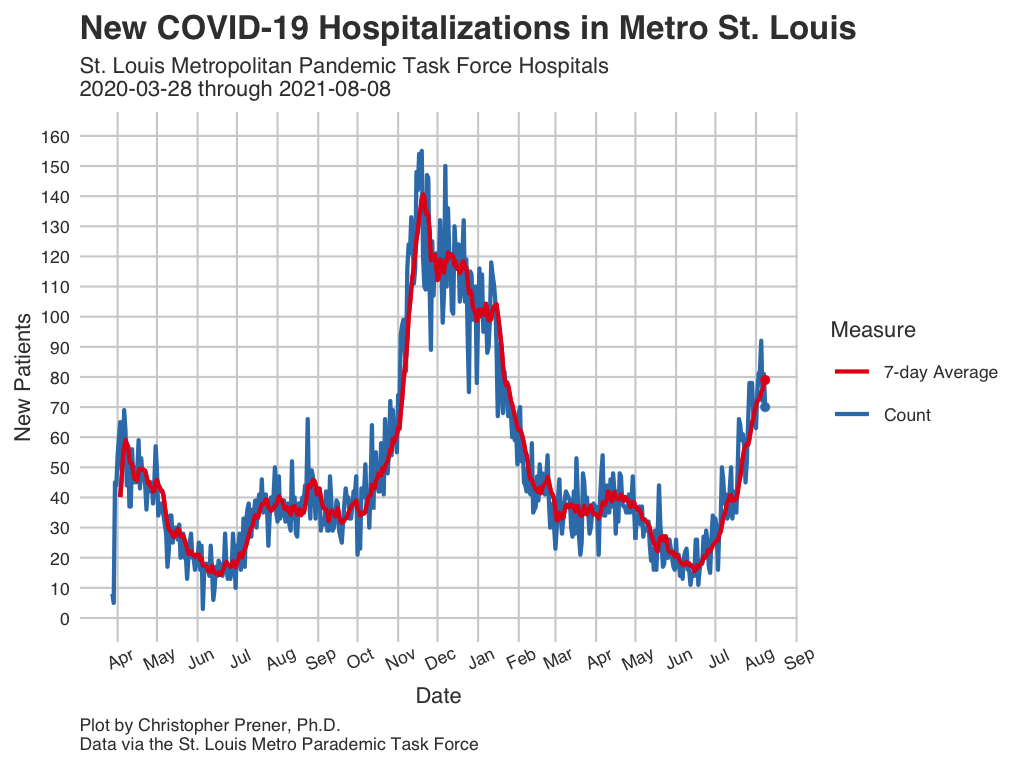 New COVID-19 Hospitalizations in Metro St. Louis
St. Louis Metropolitan Pandemic Task Force Hospitals
2020-03-28 through 2021-08-08
160
150
140
130
120
110
100
90
80
70
60
50
40
30
20
10
0
New Patients
Apr May Jun Jul Aug Sep Oct Nov Dec Jan Feb Mar Apr May Jun Jul Aug Sep
Date
Measure
7-day Average
Count
Plot by Christopher Prener, Ph.D.
Data via the St. Louis Metro Parademic Task Force